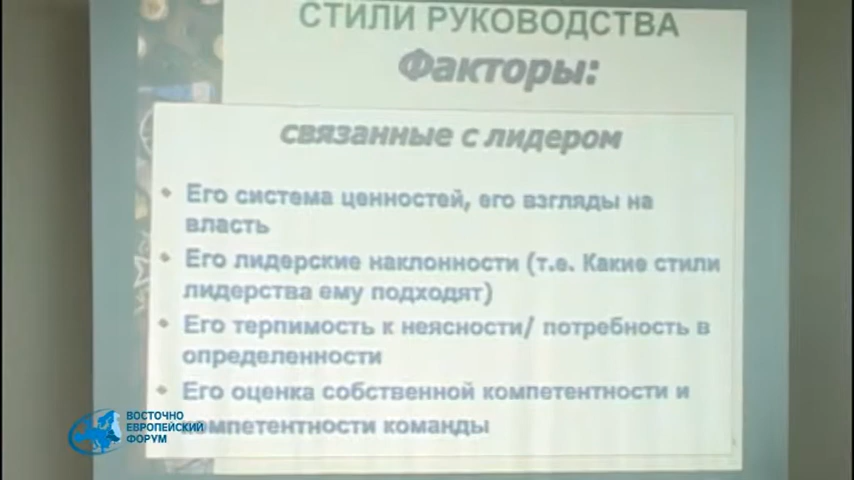 СТИЛИ РУКОВОДСТВА
Факторы:
связанные с лидером
• Его система ценностей, его взгляды на
власть
• Его лидерские наклонности (т.е. Какие стили
лидерства ему подходят)
• Его терпимость к неясности/ потребность в
определенности
• Его оценка собственной компетентности и
компетентности команды
ВОСТОЧНО
ЕВРОПЕЙСКИЙ
ФОРУМ